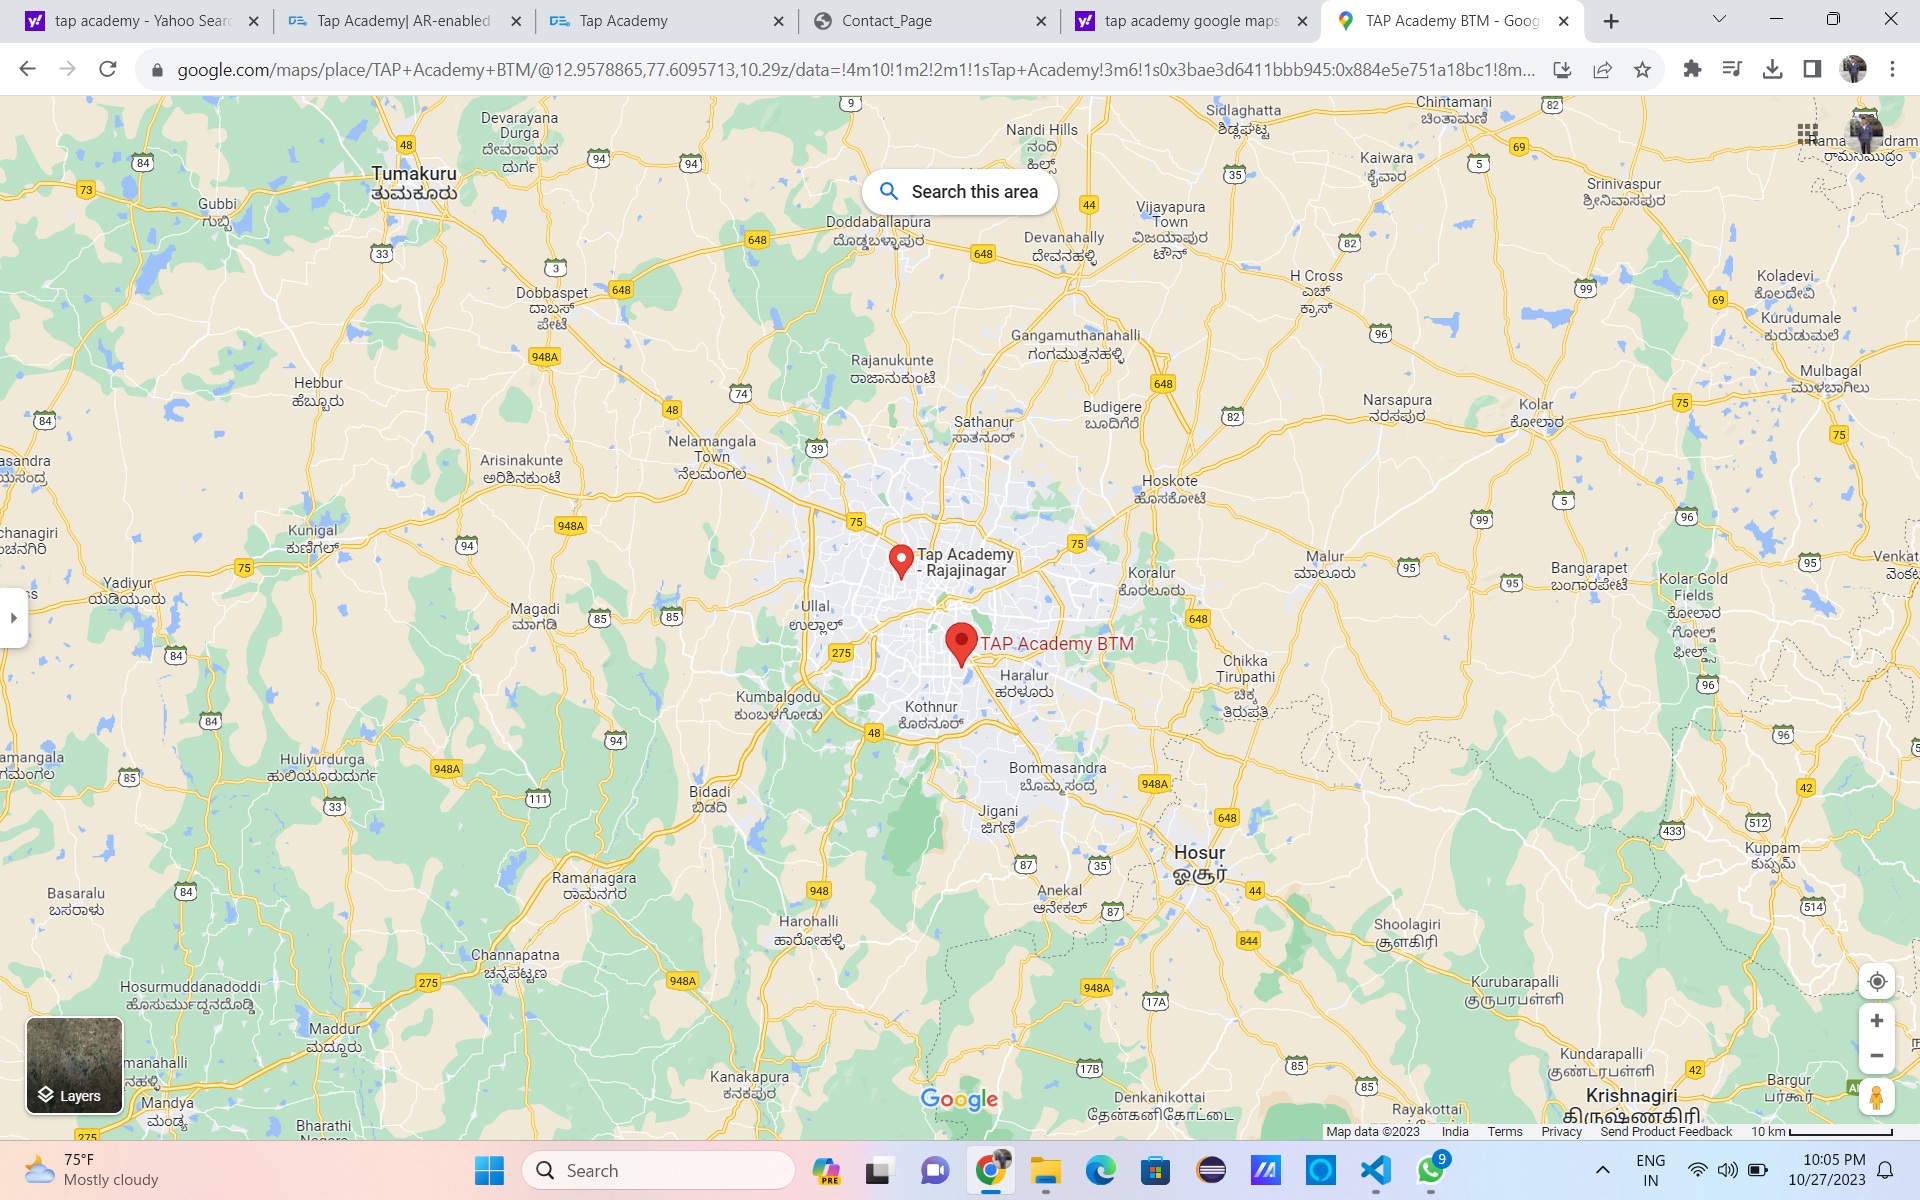 tap academy - Yahoo Sear
Tap Academy| AR-enabled
Tap Academy
Contact_Page
tap academy google maps
TAP Academy BTM - Goog
google.com/maps/place/TAP+Academy+BTM/@12.9578865,77.6095713,10.29z/data=!4m10!1m2!2m1!1sTap+Academy!3m6!1s0x3bae3d6411bbb945:0x884e5e751a18bc1!8m...
Search this area
Devarayana
Durga
ದೇವರಾಯನ
ದುರ್ಗ
Nandi Hills
ನಂದಿ
ಹಿಲ್ಸ್
Sidlaghatta
ಶಿಡ್ಲಘಟ್ಟ
Chintamani
ಚಿಂತಾಮಣಿ
Tumakuru
ತುಮಕೂರು
Kaiwara
ಕೈವಾರ
ರಾಮಸಮುದ್ರಂ
Gubbi
ಗುಬ್ಬಿ
Srinivaspur
ಶ್ರೀನಿವಾಸಪುರ
Doddaballapura
ದೊಡ್ಡಬಳ್ಳಾಪುರ
Devanahally
ದೇವನಹಳ್ಳಿ
Vijayapura
Town
ವಿಜಯಾಪುರ
ಟೌನ್
Dobbaspet
ದಾಬಸ್
ಪೇಟೆ
H Cross
ಎಚ್
ಕ್ರಾಸ್
Koladevi
ಕೊಲದೇವಿ
Kurudumale
ಕುರುಡುಮಲೆ
Gangamuthanahalli
ಗಂಗಮುತ್ತನಹಳ್ಳಿ
Rajanukunte
ರಾಜಾನುಕುಂಟೆ
Hebbur
ಹೆಬ್ಬೂರು
Mulbagal
ಮುಳಬಾಗಿಲು
Budigere
ಬೂದಿಗೆರೆ
Narsapura
ನರಸಪುರ
Kolar
ಕೋಲಾರ
Sathanur
ಸಾತನೂರ್
Nelamangala
Town
ನೆಲಮಂಗಲ
Arisinakunte
ಅರಿಶಿನಕುಂಟೆ
asandra
ಯಸಂದ್ರ
Hoskote
ಹೊಸಕೋಟೆ
Kunigal
ಕುಣಿಗಲ್
chanagiri
ಂಚನಗಿರಿ
Tap Academy
- Rajajinagar
Malur
ಮಾಲೂರು
Bangarapet
ಬಂಗಾರಪೇಟೆ
Venkat
ವೆಂಕಟ
Koralur
ಕೊರಲೂರು
Kolar Gold
Fields
ಕೋಲಾರ
ಗೋಲ್ಡ್
ಫೀಲ್ಡ್ಸ್
Yadiyur
ಯಡಿಯೂರು
Magadi
ಮಾಗಡಿ
Ullal
ಉಲ್ಲಾಳ್
TAP Academy BTM
Haralur
ಹರಳೂರು
Chikka
Tirupathi
ಚಿಕ್ಕ
ತಿರುಪತಿ
Kumbalgodu
ಕುಂಬಳಗೋಡು
Kothnur
ಕೊಠನೂರ್
amangala
ಗಮಂಗಲ
Huliyurdurga
ಹುಲಿಯೂರುದುರ್ಗ
Bommasandra
ಬೊಮ್ಮಸಂದ್ರ
Bidadi
ಬಿಡದಿ
Jigani
ಜಿಗಣಿ
Hosur
ஓசூர்
Kuppam
ಕುಪ್ಪಮ್
Basaralu
ಬಸರಾಳು
Ramanagara
ರಾಮನಗರ
Anekal
ಆನೇಕಲ್
Harohalli
ಹಾರೋಹಳ್ಳಿ
Shoolagiri
சூளகிரி
Channapatna
ಚನ್ನಪಟ್ಟಣ
Hosurmuddanadoddi
ಹೊಸುರ್ಮುದ್ದನದೊಡ್ಡಿ
Kurubarapalli
குருபரபள்ளி
Maddur
ಮದ್ದೂರು
manahalli
ನಹಳ್ಳಿ
Kundarapalli
குண்டரபள்ளி
Kanakapura
ಕನಕಪುರ
Bargur
பர்கூர்
Layers
Mandya
ಮಂಡ್ಯ
Google
Denkanikottai
தேன்கனிகோட்டை
Krishnagiri
கிருஷ்ணகிரி
Rayakottai
Bharathi
Map data ©2023 India Terms Privacy Send Product Feedback 10 km
75°F
Mostly cloudy
Search
PRE
9
ENG
IN
10:05 PM
10/27/2023